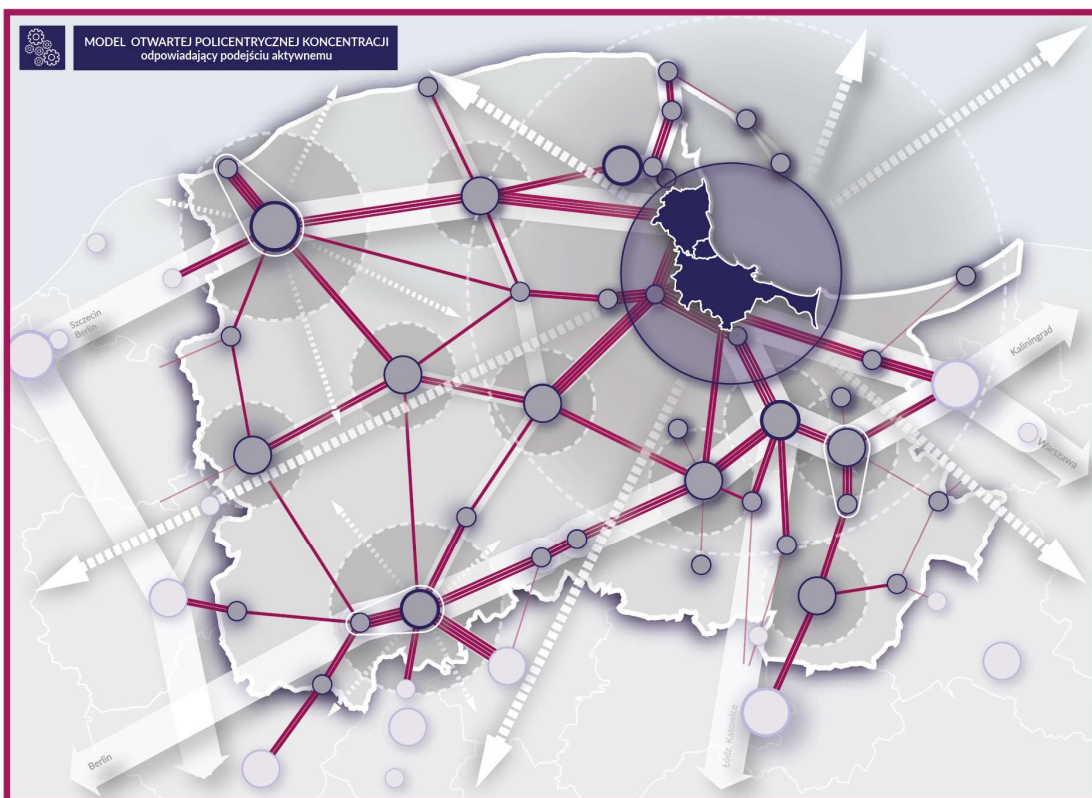 MODEL OTWARTEJ POLICENTRYCZNEJ KONCENTRACJI
odpowiadający podejściu aktywnemu
Szczecin
Berlin
Kaliningrad
Warszawa
Berlin
Łódź, Katowice